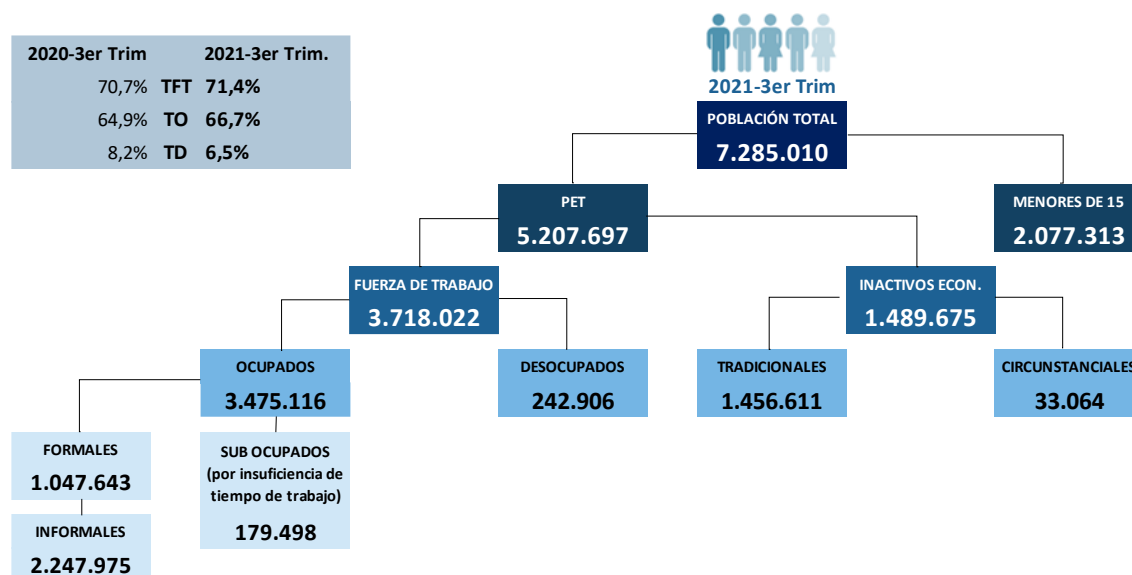 2020-3er Trim 2021-3er Trim.
70,7% TFT 71,4%
64,9% TO 66,7%
8,2% TD 6,5%
2021-3er Trim
POBLACIÓN TOTAL
7.285.010
PET
5.207.697
MENORES DE 15
2.077.313
FUERZA DE TRABAJO
3.718.022
INACTIVOS ECON.
1.489.675
OCUPADOS
3.475.116
DESOCUPADOS
242.906
TRADICIONALES
1.456.611
CIRCUNSTANCIALES
33.064
FORMALES
1.047.643
SUB OCUPADOS
(por insuficiencia de
tiempo de trabajo)
179.498
INFORMALES
2.247.975